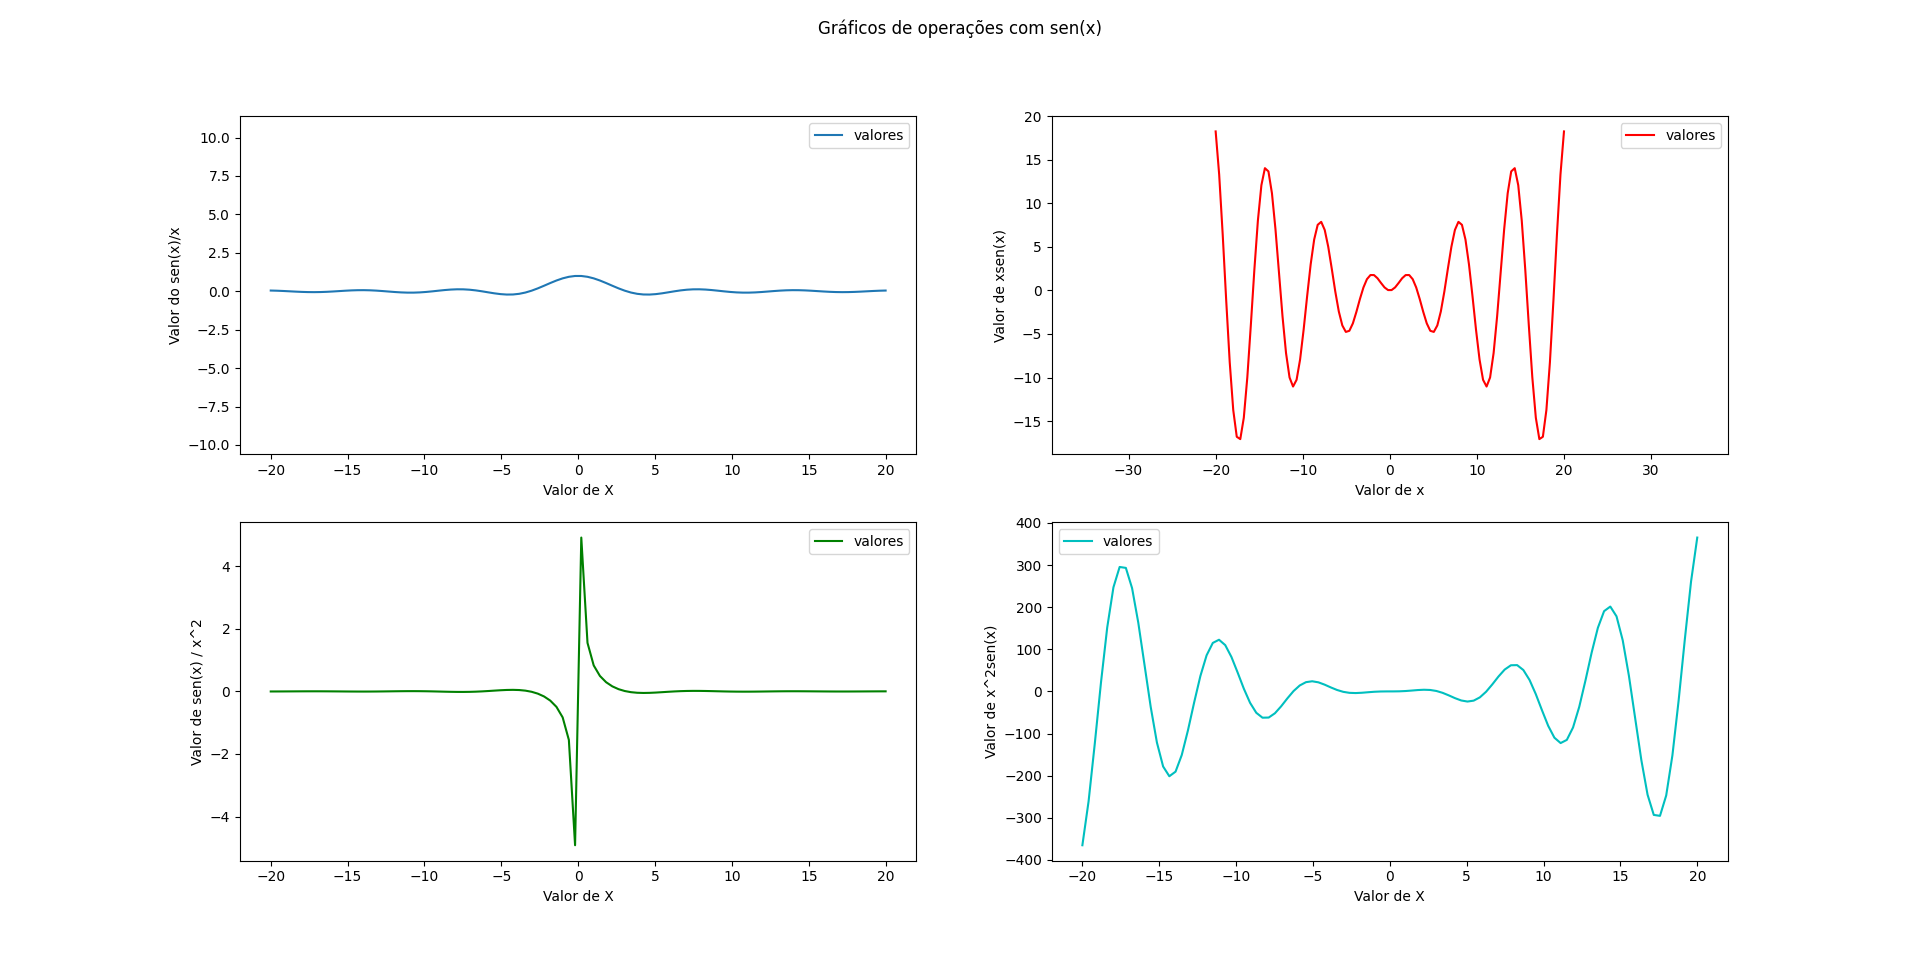 Gráficos de operações com sen(x)
valores
Valor do sen(x)/x
10.0
7.5
5.0
2.5
0.0
−2.5
−5.0
−7.5
−10.0
−20 −15 −10 −5 0 5 10 15 20
Valor de X
valores
Valor de xsen(x)
20
15
10
5
0
−5
−10
−15
−30 −20 −10 0 10 20 30
Valor de x
valores
Valor de sen(x) / x^2
4
2
0
−2
−4
−20 −15 −10 −5 0 5 10 15 20
Valor de X
valores
Valor de x^2sen(x)
400
300
200
100
0
−100
−200
−300
−400
−20 −15 −10 −5 0 5 10 15 20
Valor de X